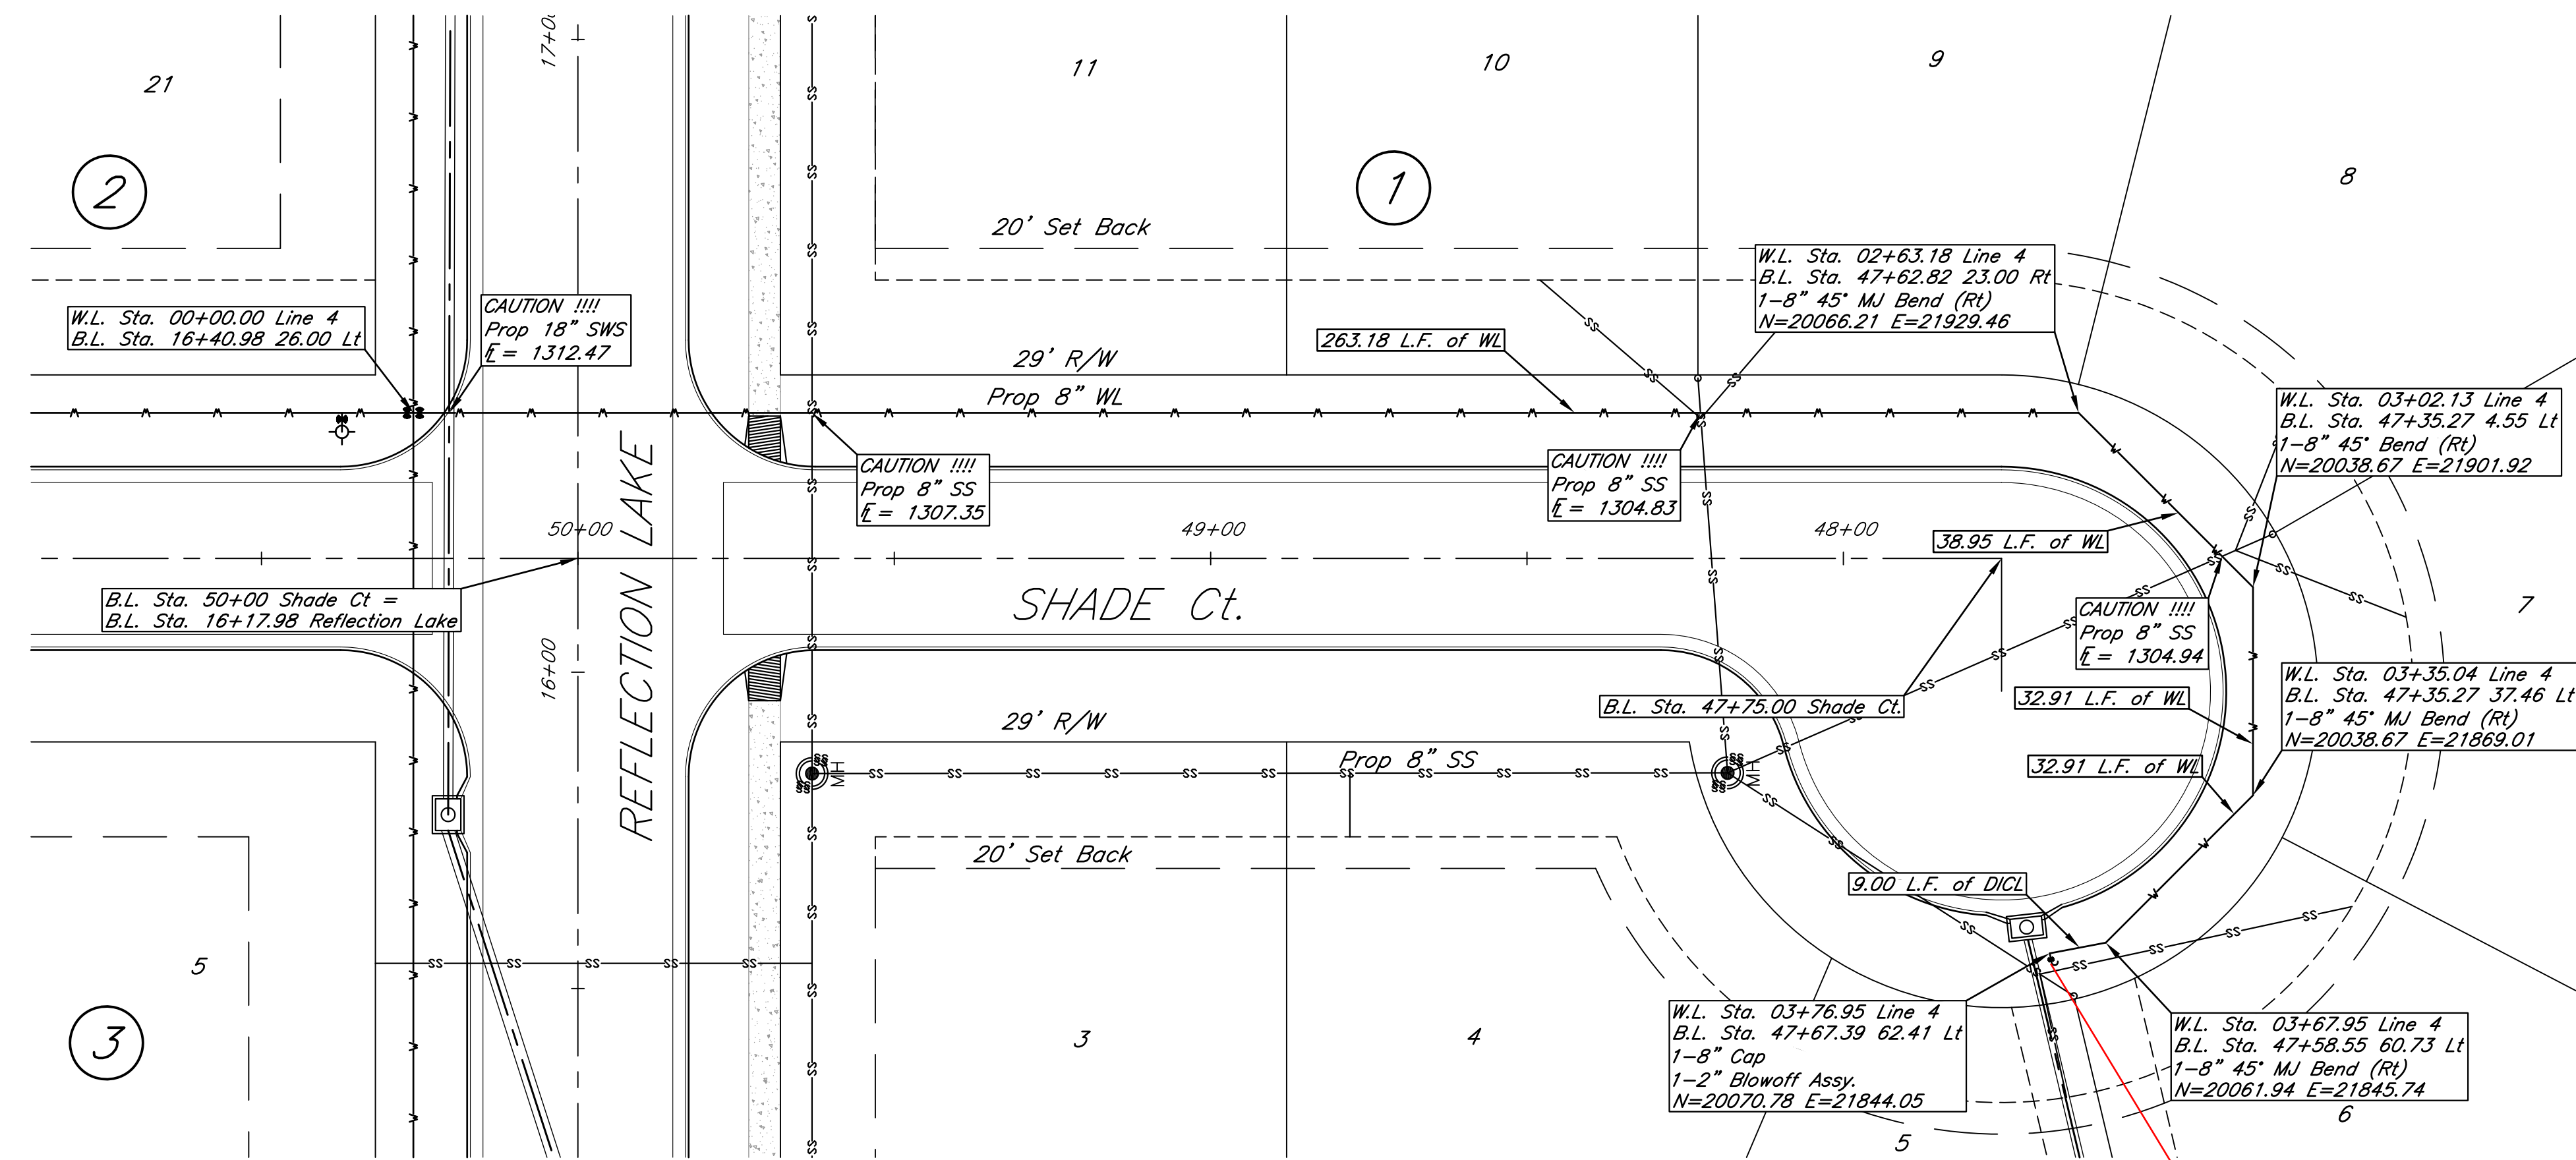 21
17+0
11
10
9
8
2
1
20' Set Back
W.L. Sta. 00+00.00 Line 4
B.L. Sta. 16+40.98 26.00 Lt
CAUTION !!!!
Prop 18" SWS
FL = 1312.47
W.L. Sta. 02+63.18 Line 4
B.L. Sta. 47+62.82 23.00 Rt
1-8" 45° MJ Bend (Rt)
N=20066.21 E=21929.46
263.18 L.F. of WL
29' R/W
Prop 8" WL
W.L. Sta. 03+02.13 Line 4
B.L. Sta. 47+35.27 4.55 Lt
1-8" 45° Bend (Rt)
N=20038.67 E=21901.92
CAUTION !!!!
Prop 8" SS
FL = 1307.35
CAUTION !!!!
Prop 8" SS
FL = 1304.83
50+00
49+00
48+00
38.95 L.F. of WL
REFLECTION LAKE
B.L. Sta. 50+00 Shade Ct =
B.L. Sta. 16+17.98 Reflection Lake
SHADE Ct.
CAUTION !!!!
Prop 8" SS
FL = 1304.94
7
16+00
B.L. Sta. 47+75.00 Shade Ct.
32.91 L.F. of WL
W.L. Sta. 03+35.04 Line 4
B.L. Sta. 47+35.27 37.46 Lt
1-8" 45° MJ Bend (Rt)
N=20038.67 E=21869.01
29' R/W
Prop 8" SS
MH
MH
32.91 L.F. of WL
20' Set Back
9.00 L.F. of DICL
5
3
3
4
W.L. Sta. 03+76.95 Line 4
B.L. Sta. 47+67.39 62.41 Lt
1-8" Cap
1-2" Blowoff Assy.
N=20070.78 E=21844.05
W.L. Sta. 03+67.95 Line 4
B.L. Sta. 47+58.55 60.73 Lt
1-8" 45° MJ Bend (Rt)
N=20061.94 E=21845.74
6
5